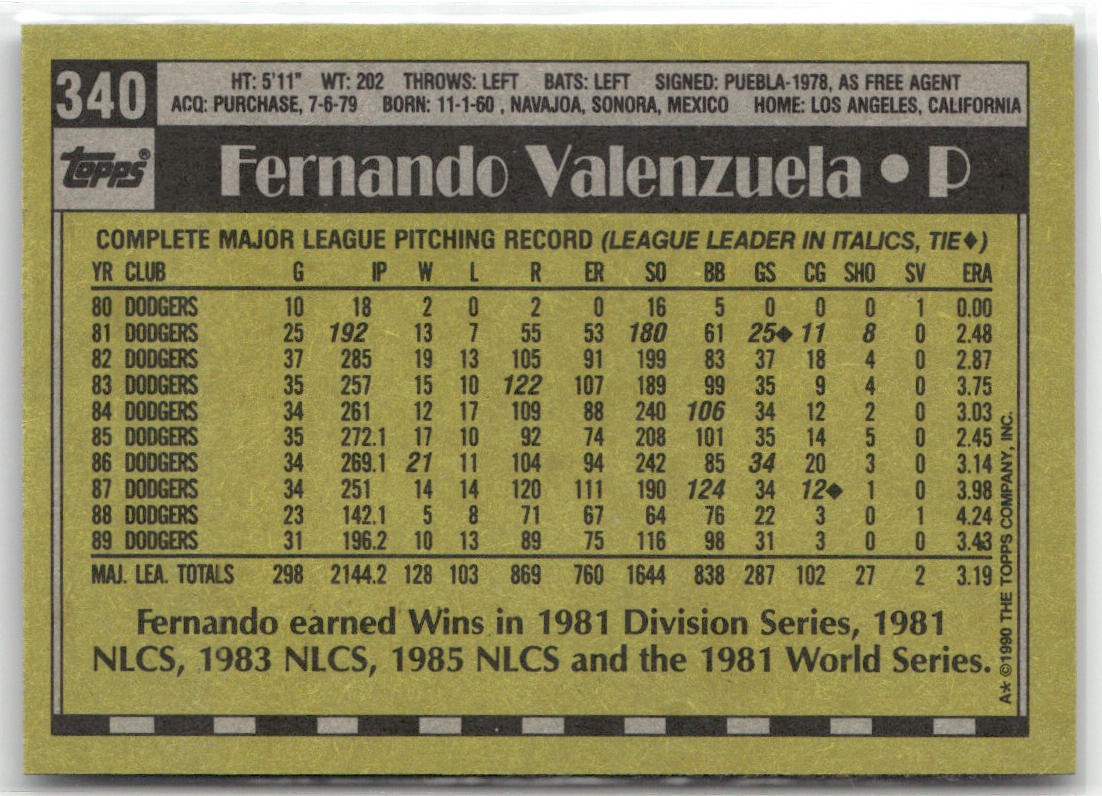 340
HT: 5'11" WT: 202 THROWS: LEFT BATS: LEFT SIGNED: PUEBLA-1978, AS FREE AGENT
ACQ: PURCHASE, 7-6-79 BORN: 11-1-60 , NAVAJOA, SONORA, MEXICO HOME: LOS ANGELES, CALIFORNIA
topps®
Fernando Valenzuela • P
COMPLETE MAJOR LEAGUE PITCHING RECORD (LEAGUE LEADER IN ITALICS, TIE♦)
YR CLUB G IP W L R ER SO BB GS CG SHO SV ERA
80 DODGERS 10 18 2 0 2 0 16 5 0 0 0 1 0.00
81 DODGERS 25 192 13 7 55 53 180 61 25♦ 11 8 0 2.48
82 DODGERS 37 285 19 13 105 91 199 83 37 18 4 0 2.87
83 DODGERS 35 257 15 10 122 107 189 99 35 9 4 0 3.75
84 DODGERS 34 261 12 17 109 88 240 106 34 12 2 0 3.03
85 DODGERS 35 272.1 17 10 92 74 208 101 35 14 5 0 2.45
86 DODGERS 34 269.1 21 11 104 94 242 85 34 20 3 0 3.14
87 DODGERS 34 251 14 14 120 111 190 124 34 12♦ 1 0 3.98
88 DODGERS 23 142.1 5 8 71 67 64 76 22 3 0 1 4.24
89 DODGERS 31 196.2 10 13 89 75 116 98 31 3 0 0 3.43
MAJ. LEA. TOTALS 298 2144.2 128 103 869 760 1644 838 287 102 27 2 3.19
Fernando earned Wins in 1981 Division Series, 1981
NLCS, 1983 NLCS, 1985 NLCS and the 1981 World Series.
A* ©1990 THE TOPPS COMPANY, INC.